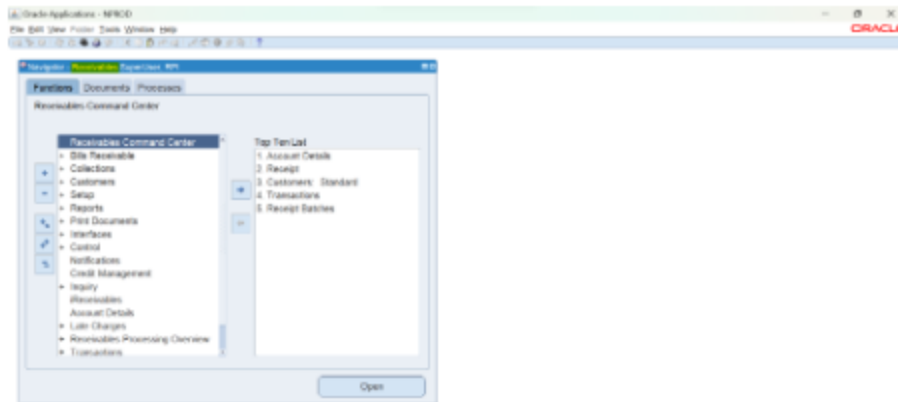 Oracle Applications - NPROD
File Edit View Folder Tools Window Help
ORACLE
Navigator - Receivables SuperUser
Functions Documents Processes
Receivables Command Center
Receivables Command Center
+ Bills Receivable
+ Collections
+ Customers
+ Setup
+ Reports
+ Print Documents
+ Interfaces
+ Control
Notifications
Credit Management
+ Inquiry
iReceivables
Account Details
+ Late Charges
+ Receivables Processing Overview
+ Transactions
Top Ten List
1. Account Details
2. Receipt
3. Customers: Standard
4. Transactions
5. Receipt Batches
Open